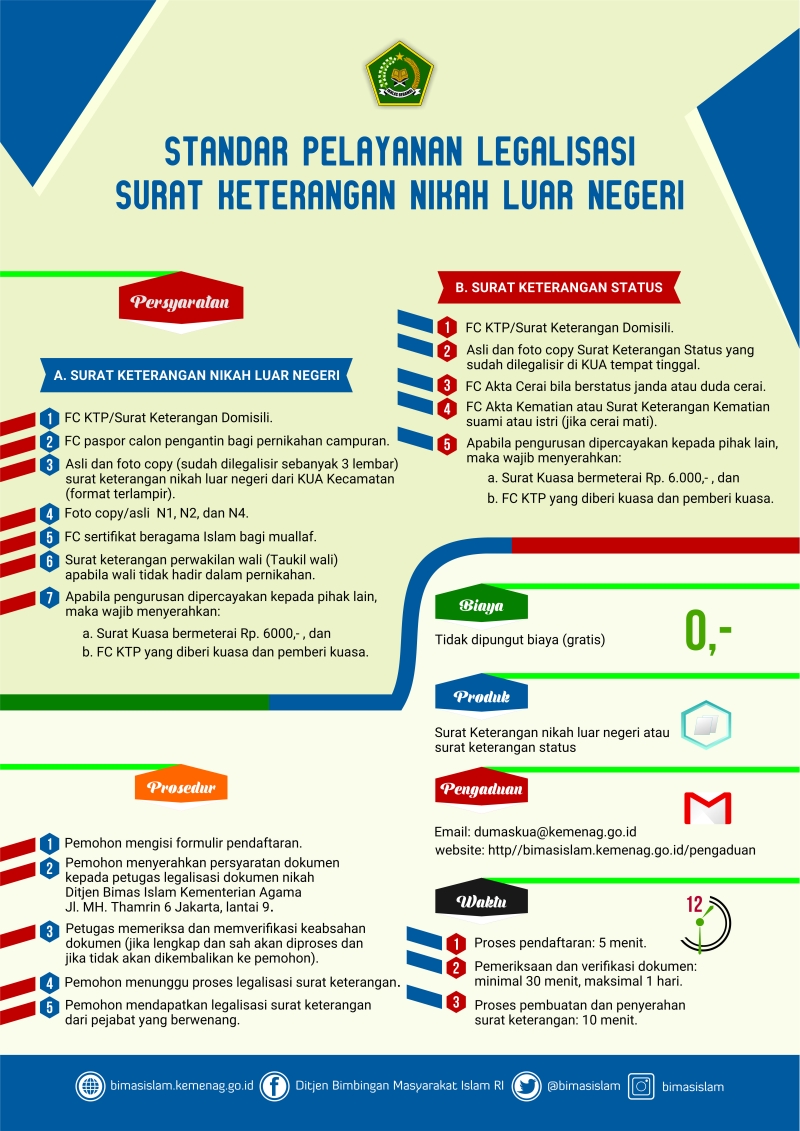 STANDAR PELAYANAN LEGALISASI
SURAT KETERANGAN NIKAH LUAR NEGERI
Persyaratan
A. SURAT KETERANGAN NIKAH LUAR NEGERI
1 FC KTP/Surat Keterangan Domisili.
2 FC paspor calon pengantin bagi pernikahan campuran.
3 Asli dan foto copy (sudah dilegalisir sebanyak 3 lembar)
surat keterangan nikah luar negeri dari KUA Kecamatan
(format terlampir).
4 Foto copy/asli N1, N2, dan N4.
5 FC sertifikat beragama Islam bagi muallaf.
6 Surat keterangan perwakilan wali (Taukil wali)
apabila wali tidak hadir dalam pernikahan.
7 Apabila pengurusan dipercayakan kepada pihak lain,
maka wajib menyerahkan:
a. Surat Kuasa bermeterai Rp. 6000,- , dan
b. FC KTP yang diberi kuasa dan pemberi kuasa.
B. SURAT KETERANGAN STATUS
1 FC KTP/Surat Keterangan Domisili.
2 Asli dan foto copy Surat Keterangan Status yang
sudah dilegalisir di KUA tempat tinggal.
3 FC Akta Cerai bila berstatus janda atau duda cerai.
4 FC Akta Kematian atau Surat Keterangan Kematian
suami atau istri (jika cerai mati).
5 Apabila pengurusan dipercayakan kepada pihak lain,
maka wajib menyerahkan:
a. Surat Kuasa bermeterai Rp. 6.000,- , dan
b. FC KTP yang diberi kuasa dan pemberi kuasa.
Biaya
Tidak dipungut biaya (gratis)
0,-
Produk
Surat Keterangan nikah luar negeri atau
surat keterangan status
Pengaduan
Email: dumaskua@kemenag.go.id
website: http//bimasislam.kemenag.go.id/pengaduan
Waktu
12
1 Proses pendaftaran: 5 menit.
2 Pemeriksaan dan verifikasi dokumen:
minimal 30 menit, maksimal 1 hari.
3 Proses pembuatan dan penyerahan
surat keterangan: 10 menit.
Prosedur
1 Pemohon mengisi formulir pendaftaran.
2 Pemohon menyerahkan persyaratan dokumen
kepada petugas legalisasi dokumen nikah
Ditjen Bimas Islam Kementerian Agama
Jl. MH. Thamrin 6 Jakarta, lantai 9.
3 Petugas memeriksa dan memverifikasi keabsahan
dokumen (jika lengkap dan sah akan diproses dan
jika tidak akan dikembalikan ke pemohon).
4 Pemohon menunggu proses legalisasi surat keterangan.
5 Pemohon mendapatkan legalisasi surat keterangan
dari pejabat yang berwenang.
bimasislam.kemenag.go.id Ditjen Bimbingan Masyarakat Islam RI @bimasislam bimasislam